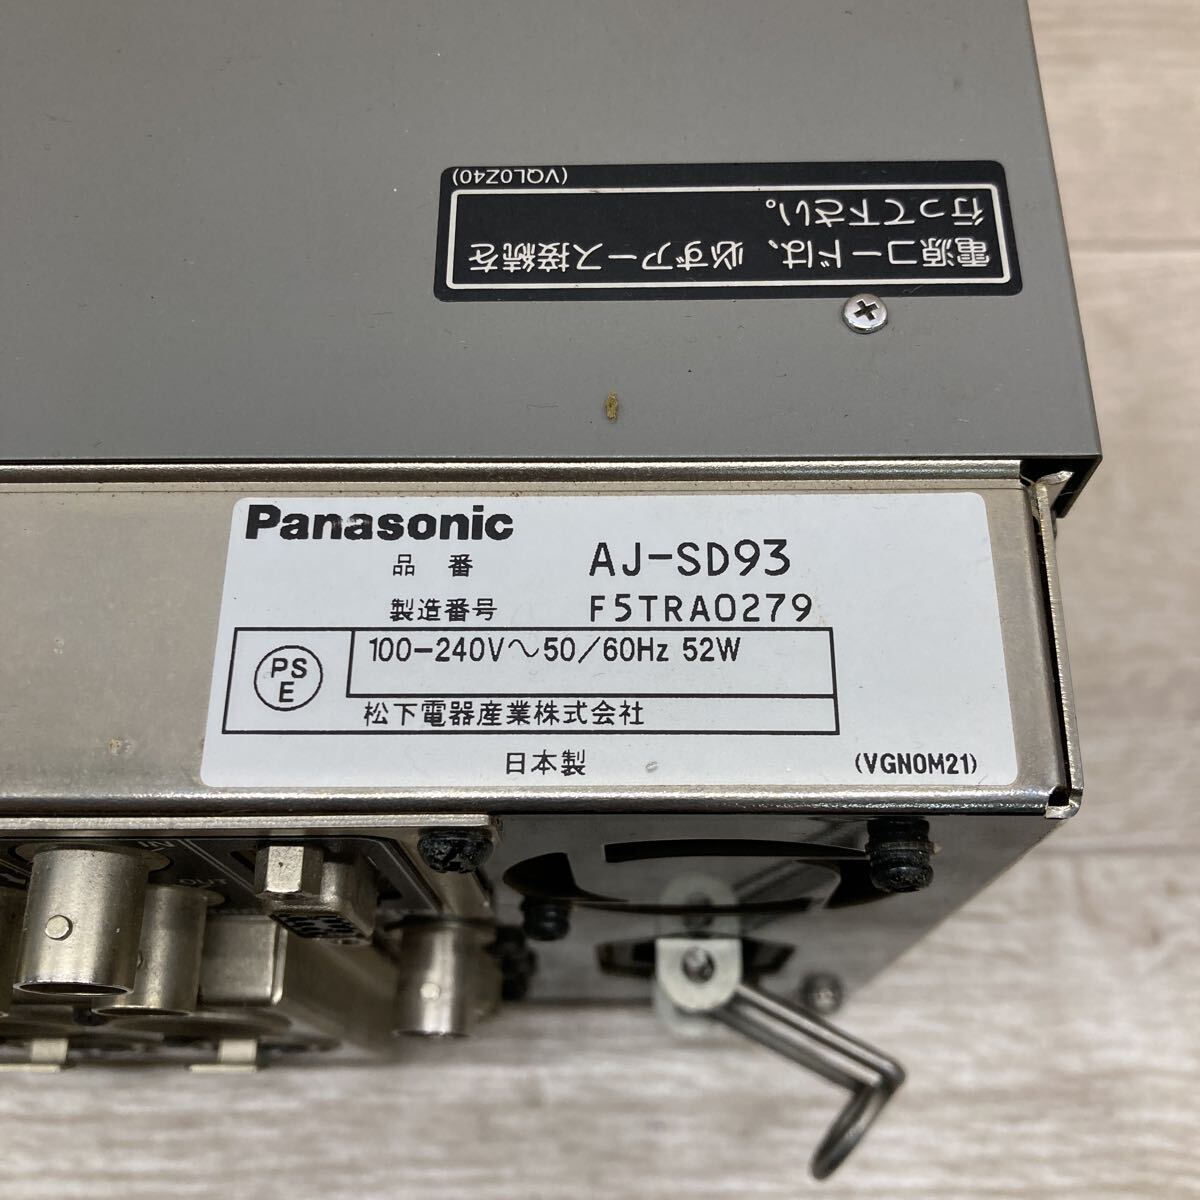 電源コードは、必ずアース接続を
行って下さい。
(VQL0Z40)
Panasonic
品番 AJ-SD93
製造番号 F5TRA0279
PS
E
100-240V～50/60Hz 52W
松下電器産業株式会社
日本製 (VGN0M21)